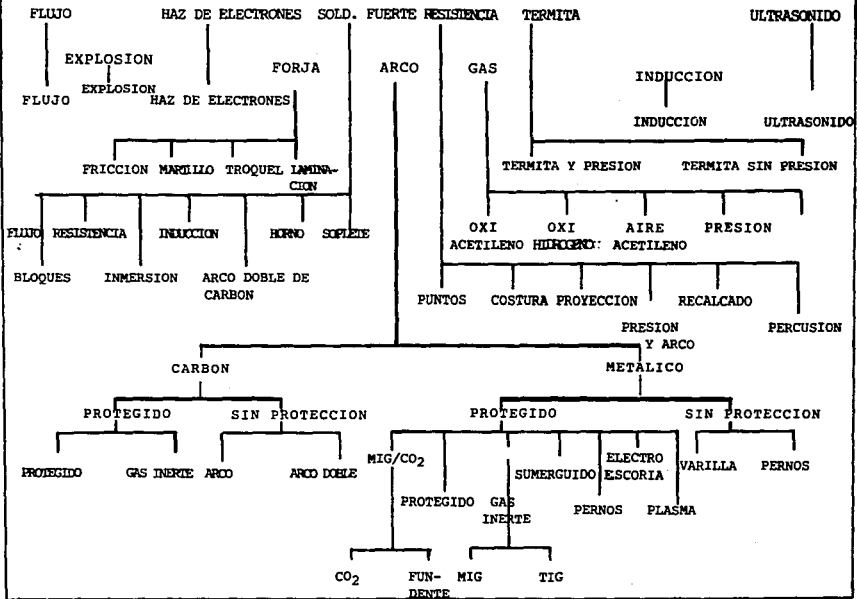 FLUJO HAZ DE ELECTRONES SOLD. FUERTE RESISTENCIA TERMITA ULTRASONIDO
EXPLOSION
FORJA ARCO GAS
INDUCCION
EXPLOSION
FLUJO HAZ DE ELECTRONES
INDUCCION ULTRASONIDO
FRICCION MARTILLO TROQUEL LAMINA-
CION
TERMITA Y PRESION TERMITA SIN PRESION
FLUJO RESISTENCIA INDUCCION HORNO SOPLETE
OXI OXI AIRE PRESION
ACETILENO HIDROGENO: ACETILENO
BLOQUES INMERSION ARCO DOBLE DE
CARBON
PUNTOS COSTURA PROYECCION RECALCADO
PRESION PERCUSION
Y ARCO
CARBON METALICO
PROTEGIDO SIN PROTECCION PROTEGIDO SIN PROTECCION
PROTEGIDO GAS INERTE ARCO ARCO DOBLE
MIG/CO2 SUMERGUIDO ELECTRO
ESCORIA VARILLA PERNOS
PROTEGIDO GAS
INERTE PERNOS PLASMA
CO2 FUN-
DENTE MIG TIG